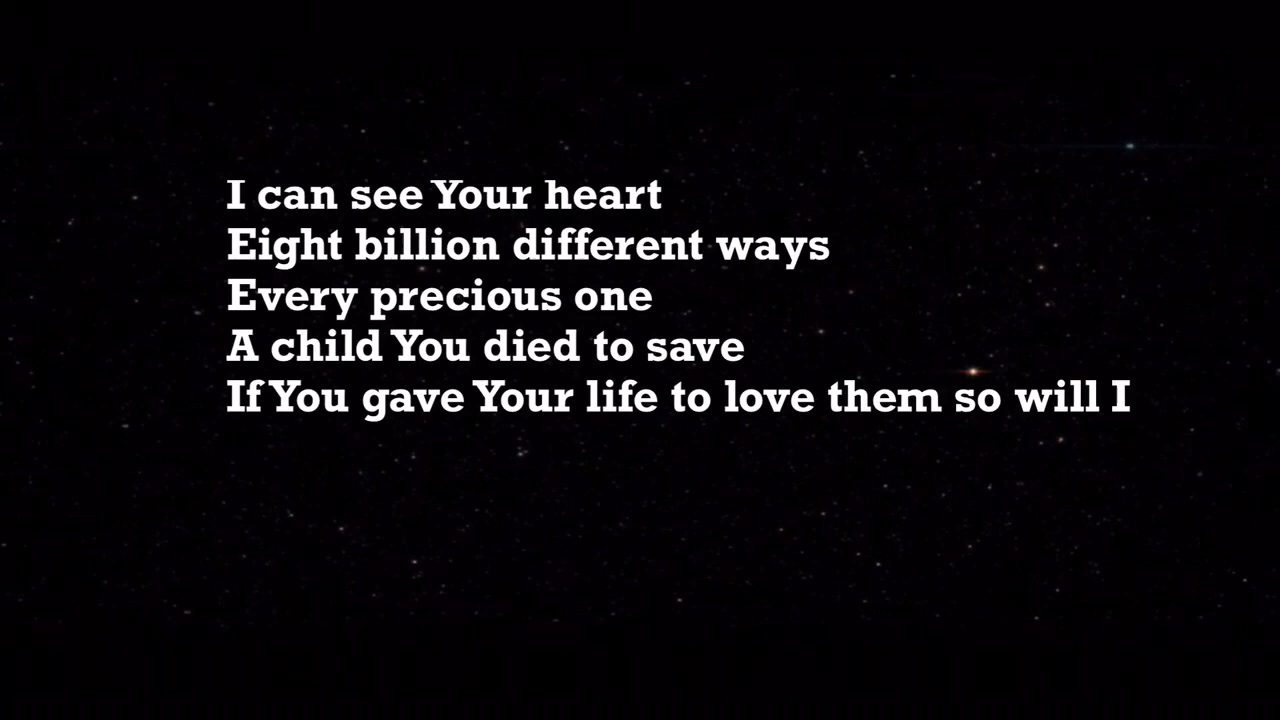 I can see Your heart
Eight billion different ways
Every precious one
A child You died to save
If You gave Your life to love them so will I